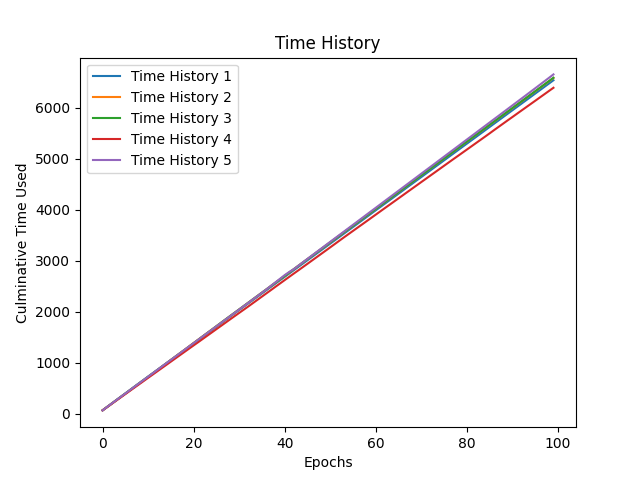 Time History
Time History 1
Time History 2
Time History 3
Time History 4
Time History 5
Culminative Time Used
6000
5000
4000
3000
2000
1000
0
0 20 40 60 80 100
Epochs